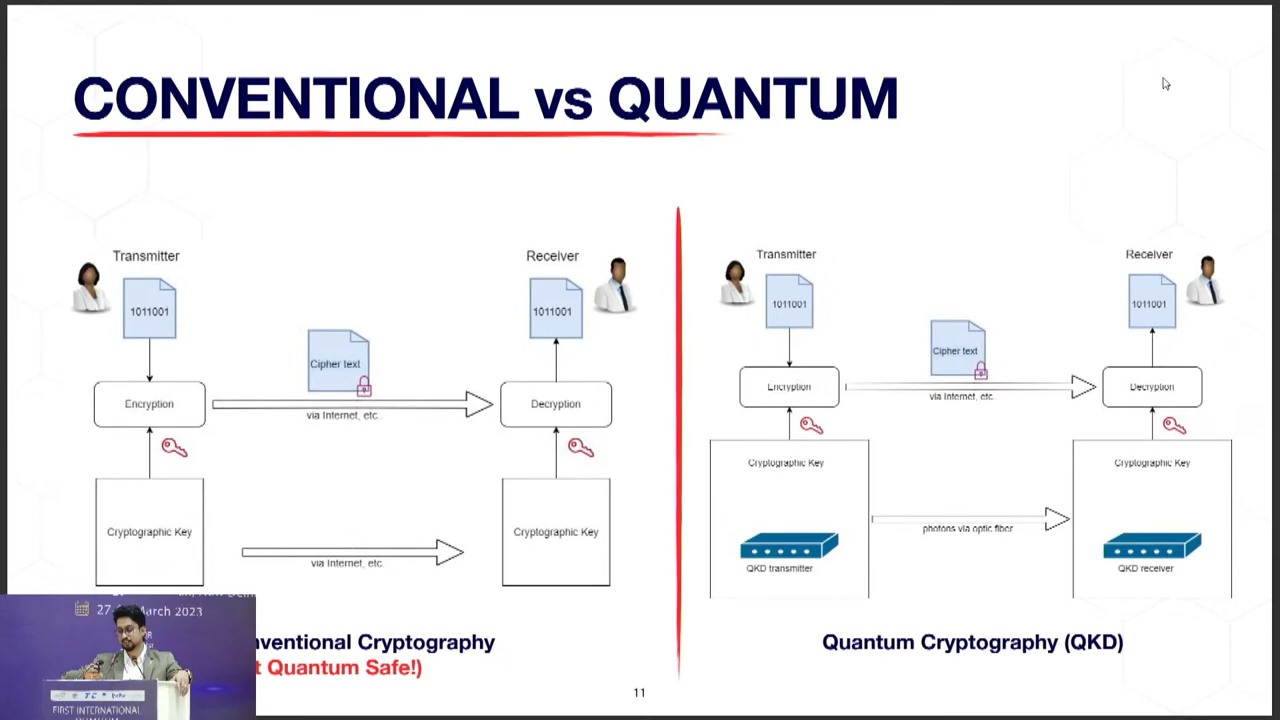 CONVENTIONAL vs QUANTUM
Transmitter
1011001
Encryption
Cryptographic Key
Cipher text
via Internet, etc.
via Internet, etc.
Receiver
1011001
Decryption
Cryptographic Key
Transmitter
1011001
Encryption
Cryptographic Key
QKD transmitter
Cipher text
via Internet, etc.
photons via optic fiber
Receiver
1011001
Decryption
Cryptographic Key
QKD receiver
Conventional Cryptography
Quantum Safe!)
Quantum Cryptography (QKD)
11
March 2023
FIRST INTERNATIONAL